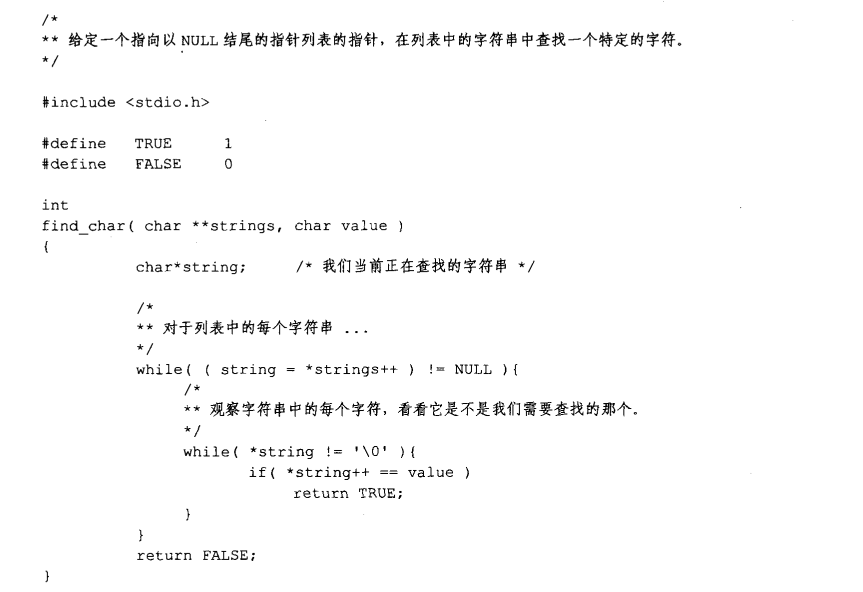 /*
** 给定一个指向以 NULL 结尾的指针列表的指针，在列表中的字符串中查找一个特定的字符。
*/
#include <stdio.h>
#define TRUE 1
#define FALSE 0
int
find_char( char **strings, char value )
{
char*string; /* 我们当前正在查找的字符串 */
/*
** 对于列表中的每个字符串 ...
*/
while( ( string = *strings++ ) != NULL ){
/*
** 观察字符串中的每个字符，看看它是不是我们需要查找的那个。
*/
while( *string != '\0' ){
if( *string++ == value )
return TRUE;
}
}
return FALSE;
}